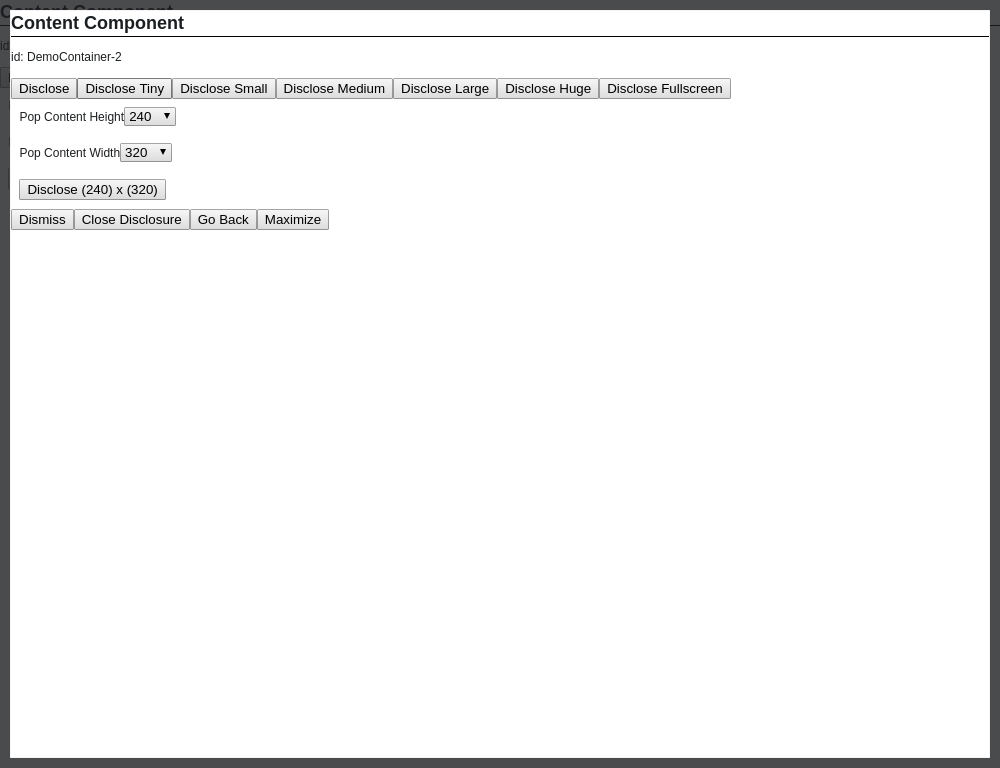 Content Component
id: DemoContainer-2
Disclose Disclose Tiny Disclose Small Disclose Medium Disclose Large Disclose Huge Disclose Fullscreen
Pop Content Height 240
Pop Content Width 320
Disclose (240) x (320)
Dismiss Close Disclosure Go Back Maximize